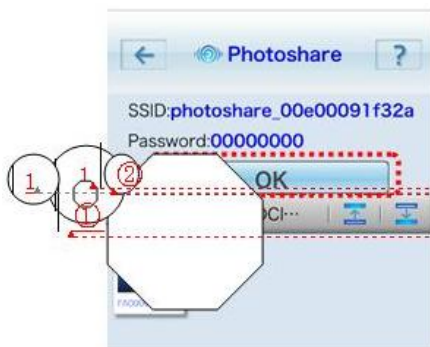 Photoshare ?
SSID:photoshare_00e00091f32a
Password:00000000
1 1 ②
OK
①